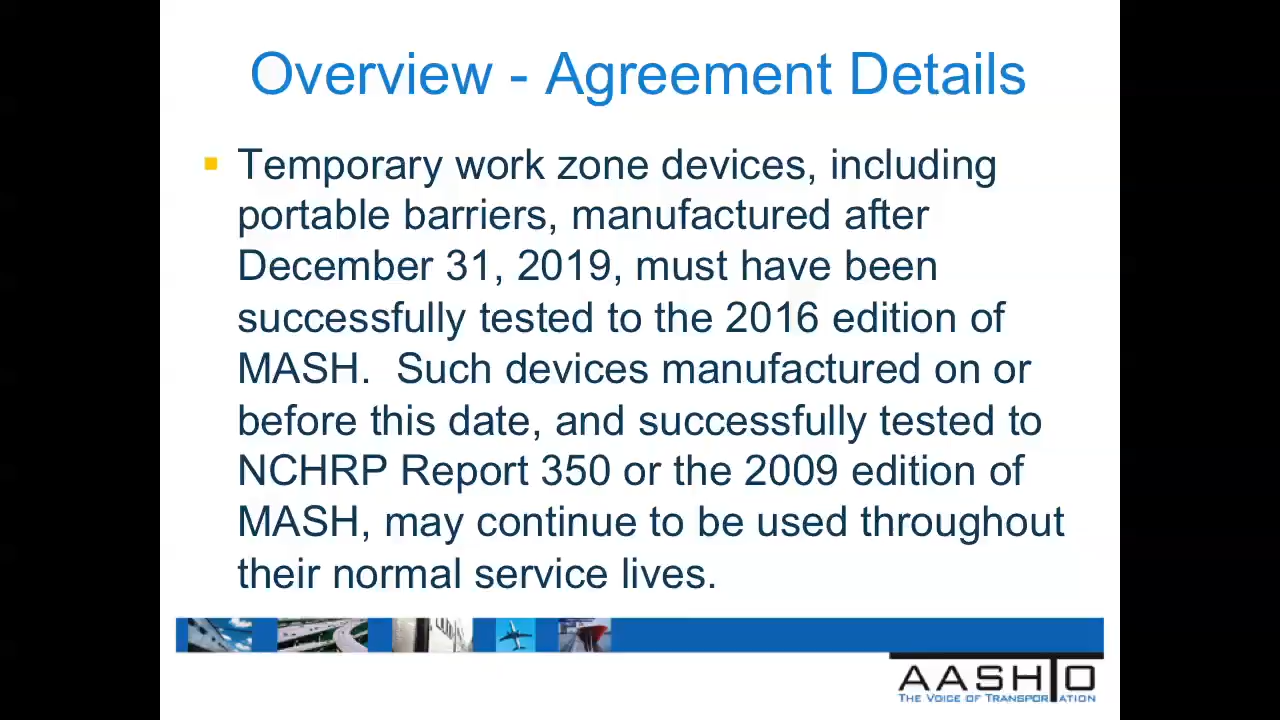 Overview - Agreement Details
Temporary work zone devices, including
portable barriers, manufactured after
December 31, 2019, must have been
successfully tested to the 2016 edition of
MASH.  Such devices manufactured on or
before this date, and successfully tested to
NCHRP Report 350 or the 2009 edition of
MASH, may continue to be used throughout
their normal service lives.
AASHTO
THE VOICE OF TRANSPORTATION